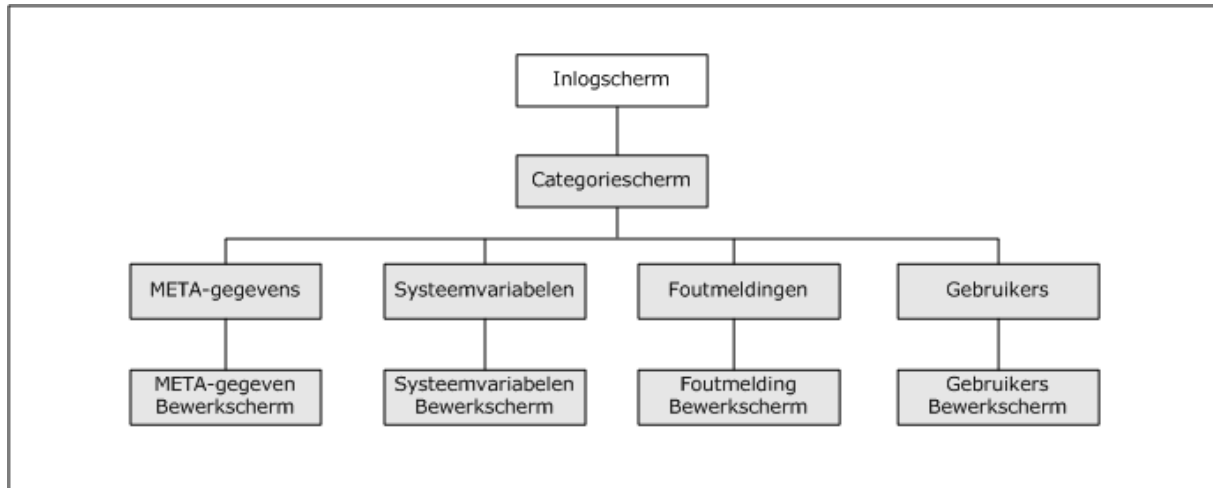 Inlogscherm
Categoriescherm
META-gegevens
Systeemvariabelen
Foutmeldingen
Gebruikers
META-gegeven
Bewerkscherm
Systeemvariabelen
Bewerkscherm
Foutmelding
Bewerkscherm
Gebruikers
Bewerkscherm